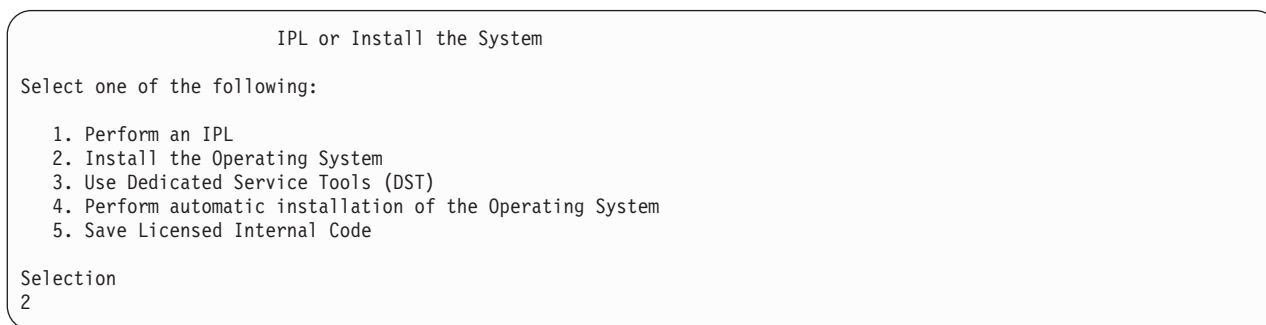 IPL or Install the System
Select one of the following:
1. Perform an IPL
2. Install the Operating System
3. Use Dedicated Service Tools (DST)
4. Perform automatic installation of the Operating System
5. Save Licensed Internal Code
Selection
2